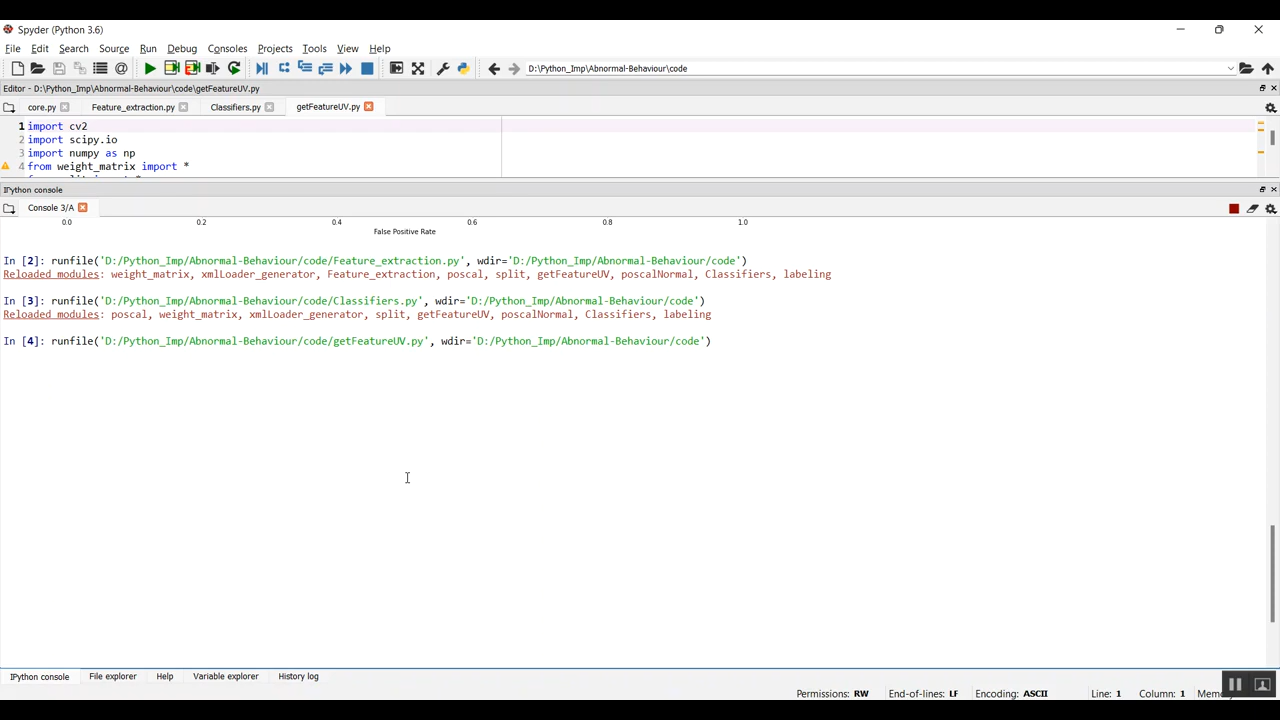 Spyder (Python 3.6)
File Edit Search Source Run Debug Consoles Projects Tools View Help
D:\Python_Imp\Abnormal-Behaviour\code
Editor - D:\Python_Imp\Abnormal-Behaviour\code\getFeatureUV.py
core.py Feature_extraction.py Classifiers.py getFeatureUV.py
1 import cv2
2 import scipy.io
3 import numpy as np
4 from weight_matrix import *
IPython console
Console 3/A
0.0 0.2 0.4 0.6 0.8 1.0
False Positive Rate
In [2]: runfile('D:/Python_Imp/Abnormal-Behaviour/code/Feature_extraction.py', wdir='D:/Python_Imp/Abnormal-Behaviour/code')
Reloaded modules: weight_matrix, xmlLoader_generator, Feature_extraction, poscal, split, getFeatureUV, poscalNormal, Classifiers, labeling
In [3]: runfile('D:/Python_Imp/Abnormal-Behaviour/code/Classifiers.py', wdir='D:/Python_Imp/Abnormal-Behaviour/code')
Reloaded modules: poscal, weight_matrix, xmlLoader_generator, split, getFeatureUV, poscalNormal, Classifiers, labeling
In [4]: runfile('D:/Python_Imp/Abnormal-Behaviour/code/getFeatureUV.py', wdir='D:/Python_Imp/Abnormal-Behaviour/code')
IPython console File explorer Help Variable explorer History log
Permissions: RW End-of-lines: LF Encoding: ASCII Line: 1 Column: 1